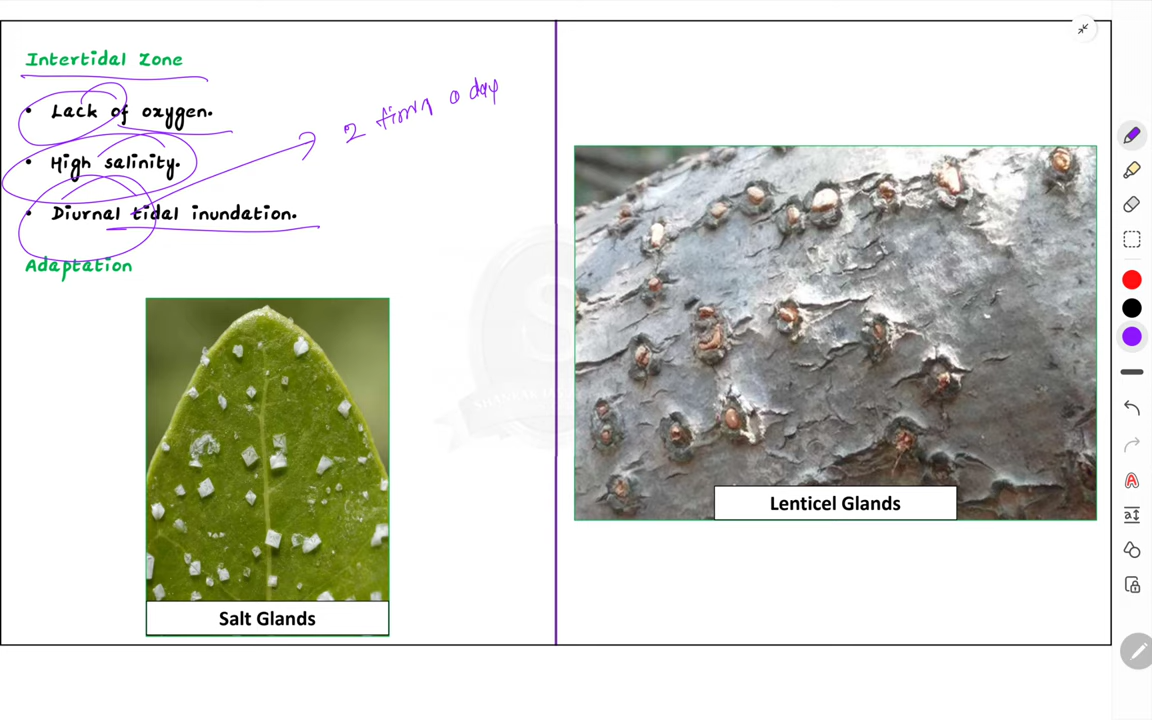 Intertidal Zone
• Lack of oxygen.
• High salinity.
• Diurnal tidal inundation.
2 times a day
Adaptation
Salt Glands
Lenticel Glands